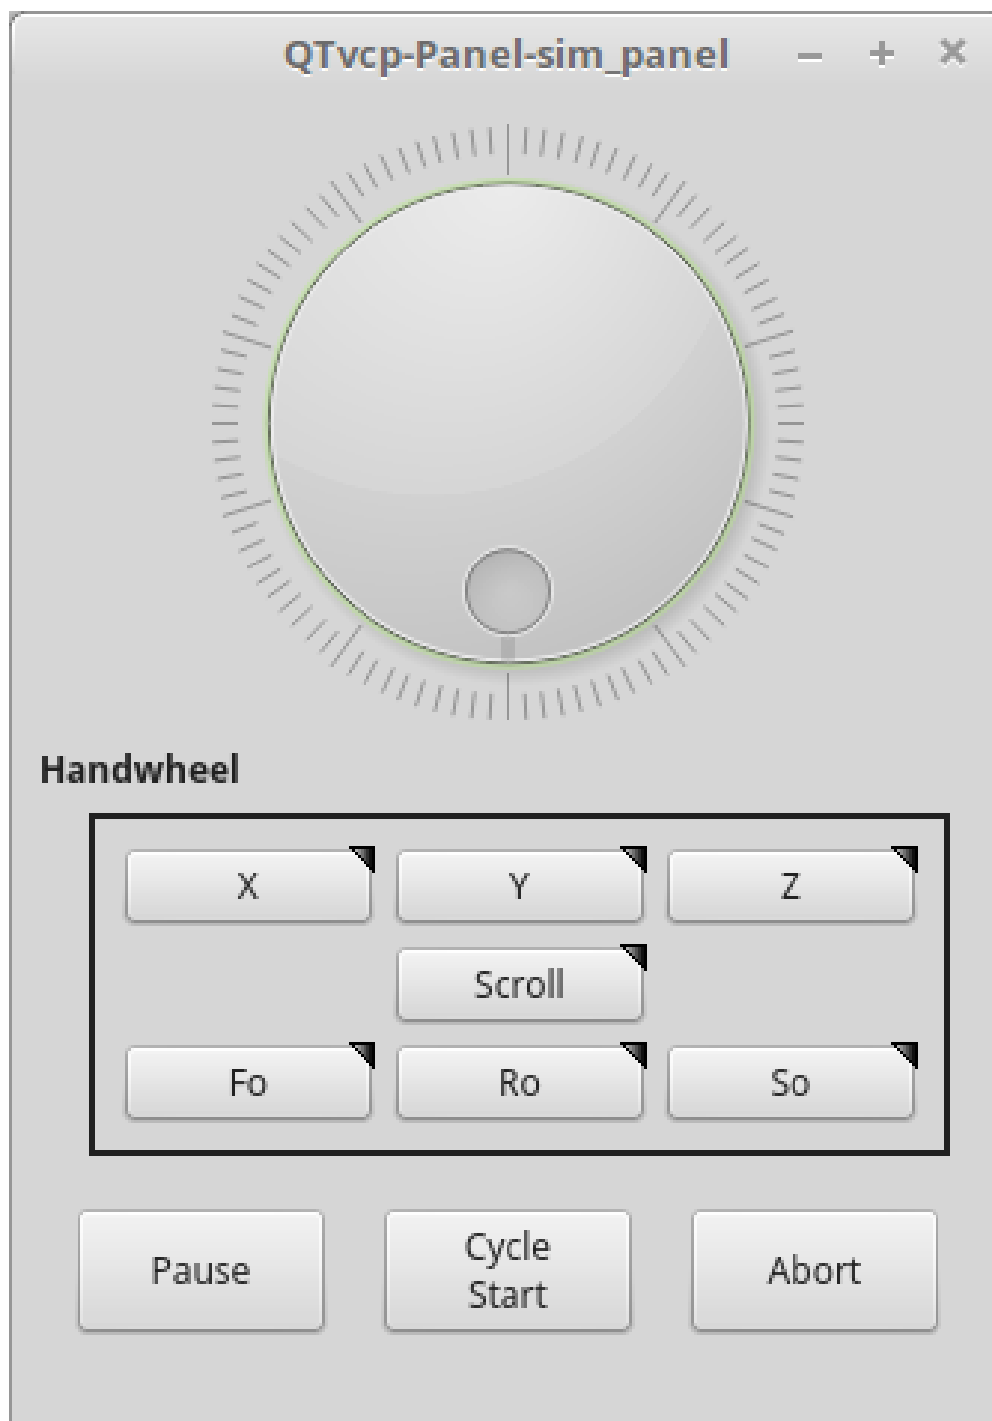 QTvcp-Panel-sim_panel
Handwheel
X Y Z
Scroll
Fo Ro So
Pause
Cycle
Start
Abort